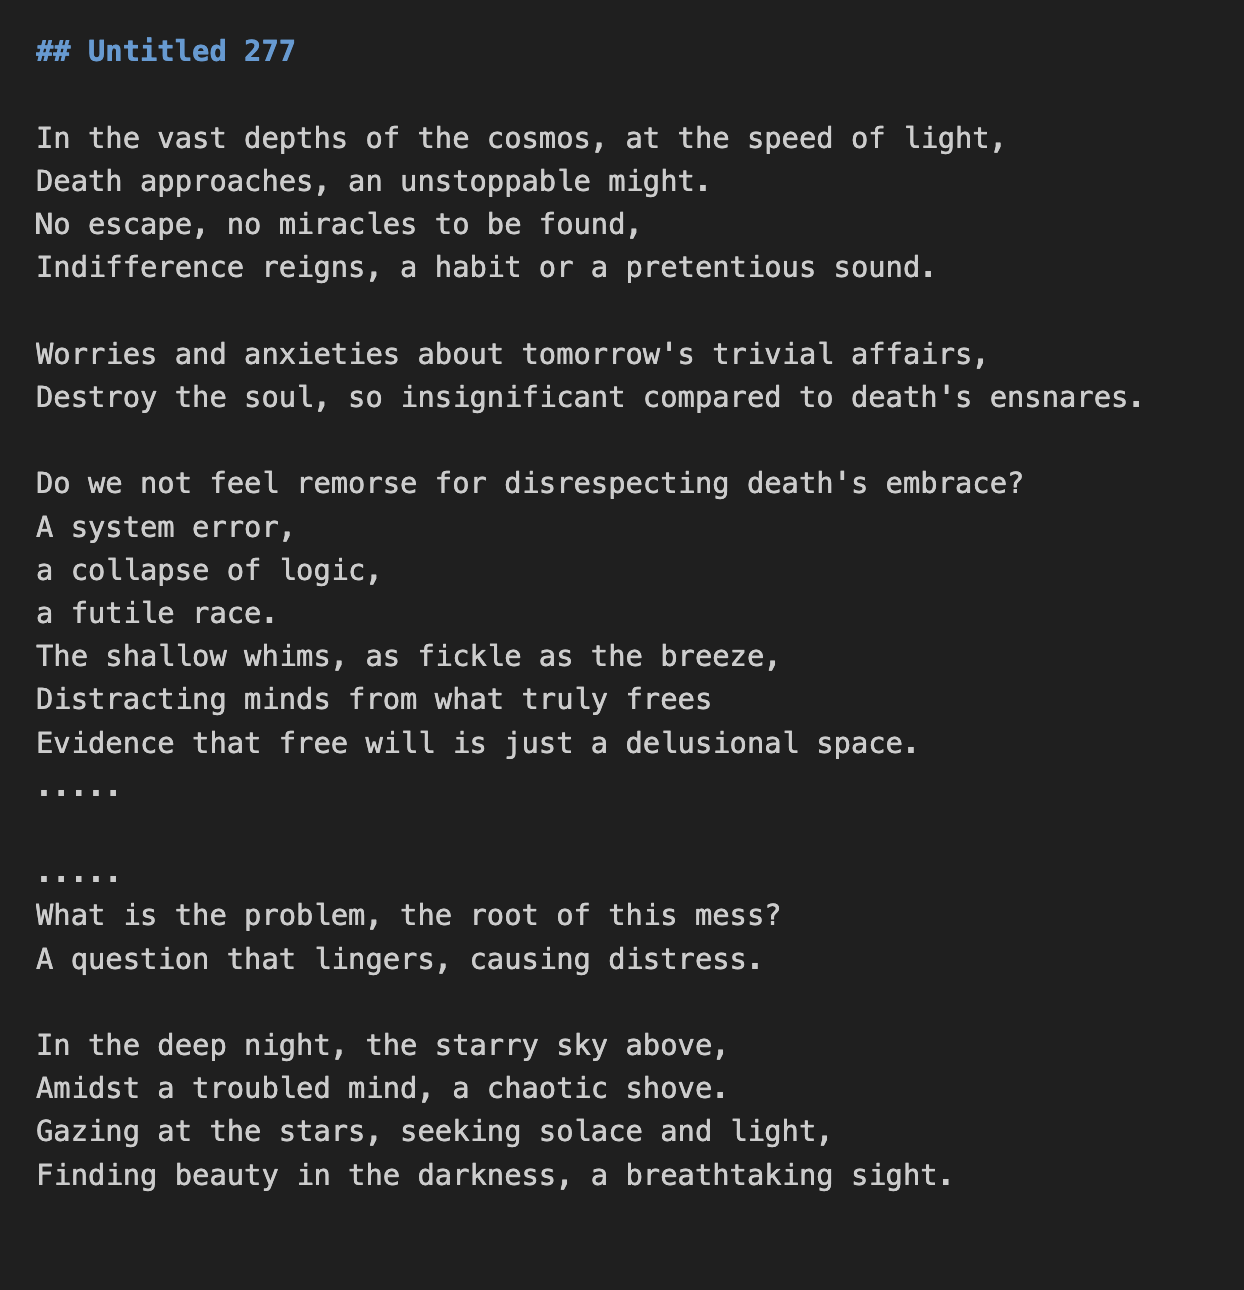 ## Untitled 277
In the vast depths of the cosmos, at the speed of light,
Death approaches, an unstoppable might.
No escape, no miracles to be found,
Indifference reigns, a habit or a pretentious sound.
Worries and anxieties about tomorrow's trivial affairs,
Destroy the soul, so insignificant compared to death's ensnares.
Do we not feel remorse for disrespecting death's embrace?
A system error,
a collapse of logic,
a futile race.
The shallow whims, as fickle as the breeze,
Distracting minds from what truly frees
Evidence that free will is just a delusional space.
.....
.....
What is the problem, the root of this mess?
A question that lingers, causing distress.
In the deep night, the starry sky above,
Amidst a troubled mind, a chaotic shove.
Gazing at the stars, seeking solace and light,
Finding beauty in the darkness, a breathtaking sight.